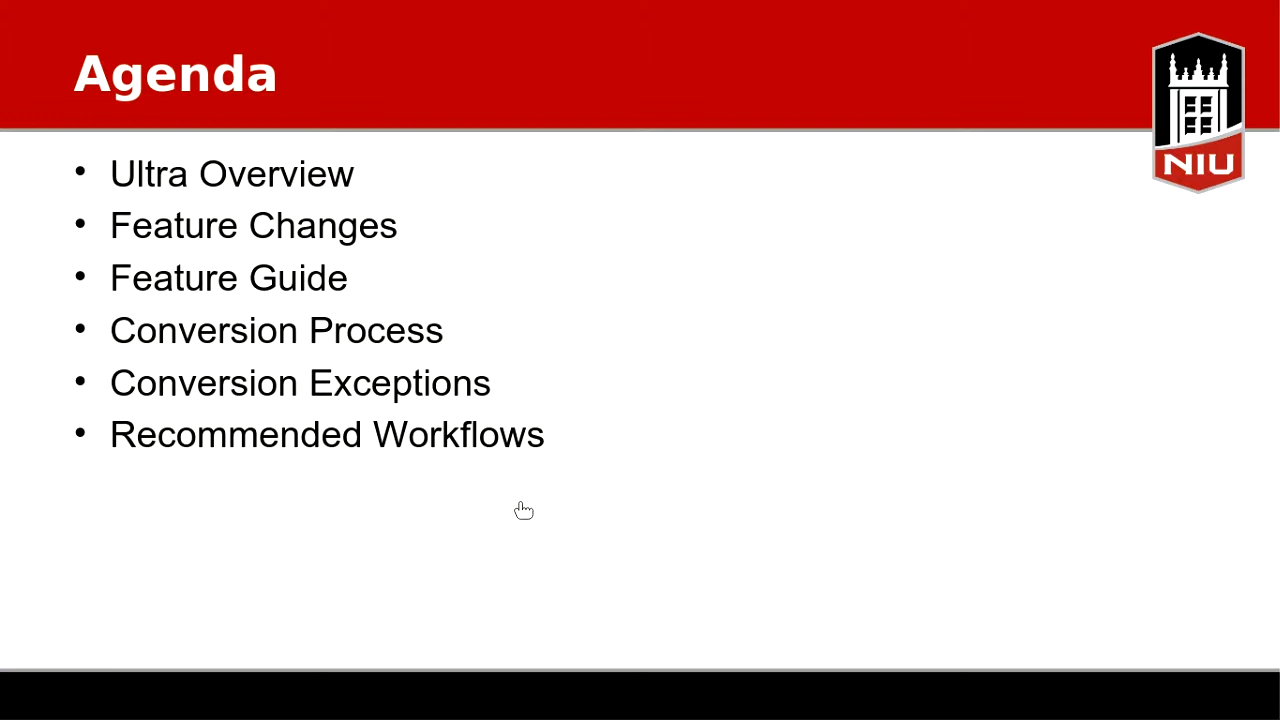 Agenda
NIU
• Ultra Overview
• Feature Changes
• Feature Guide
• Conversion Process
• Conversion Exceptions
• Recommended Workflows